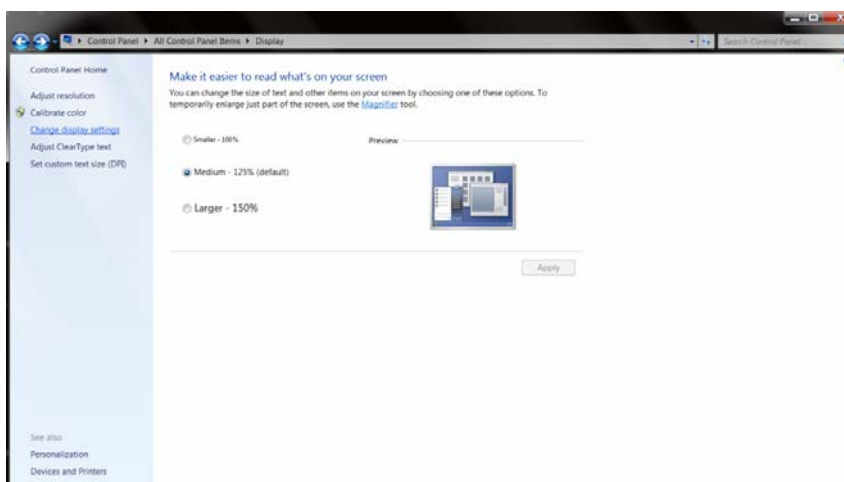 Control Panel ▸ All Control Panel Items ▸ Display
Search Control Panel
Control Panel Home
Adjust resolution
Calibrate color
Change display settings
Adjust ClearType text
Set custom text size (DPI)
Make it easier to read what's on your screen
You can change the size of text and other items on your screen by choosing one of these options. To
temporarily enlarge just part of the screen, use the Magnifier tool.
Smaller - 100%
Preview
Medium - 125% (default)
Larger - 150%
Apply
See also
Personalization
Devices and Printers